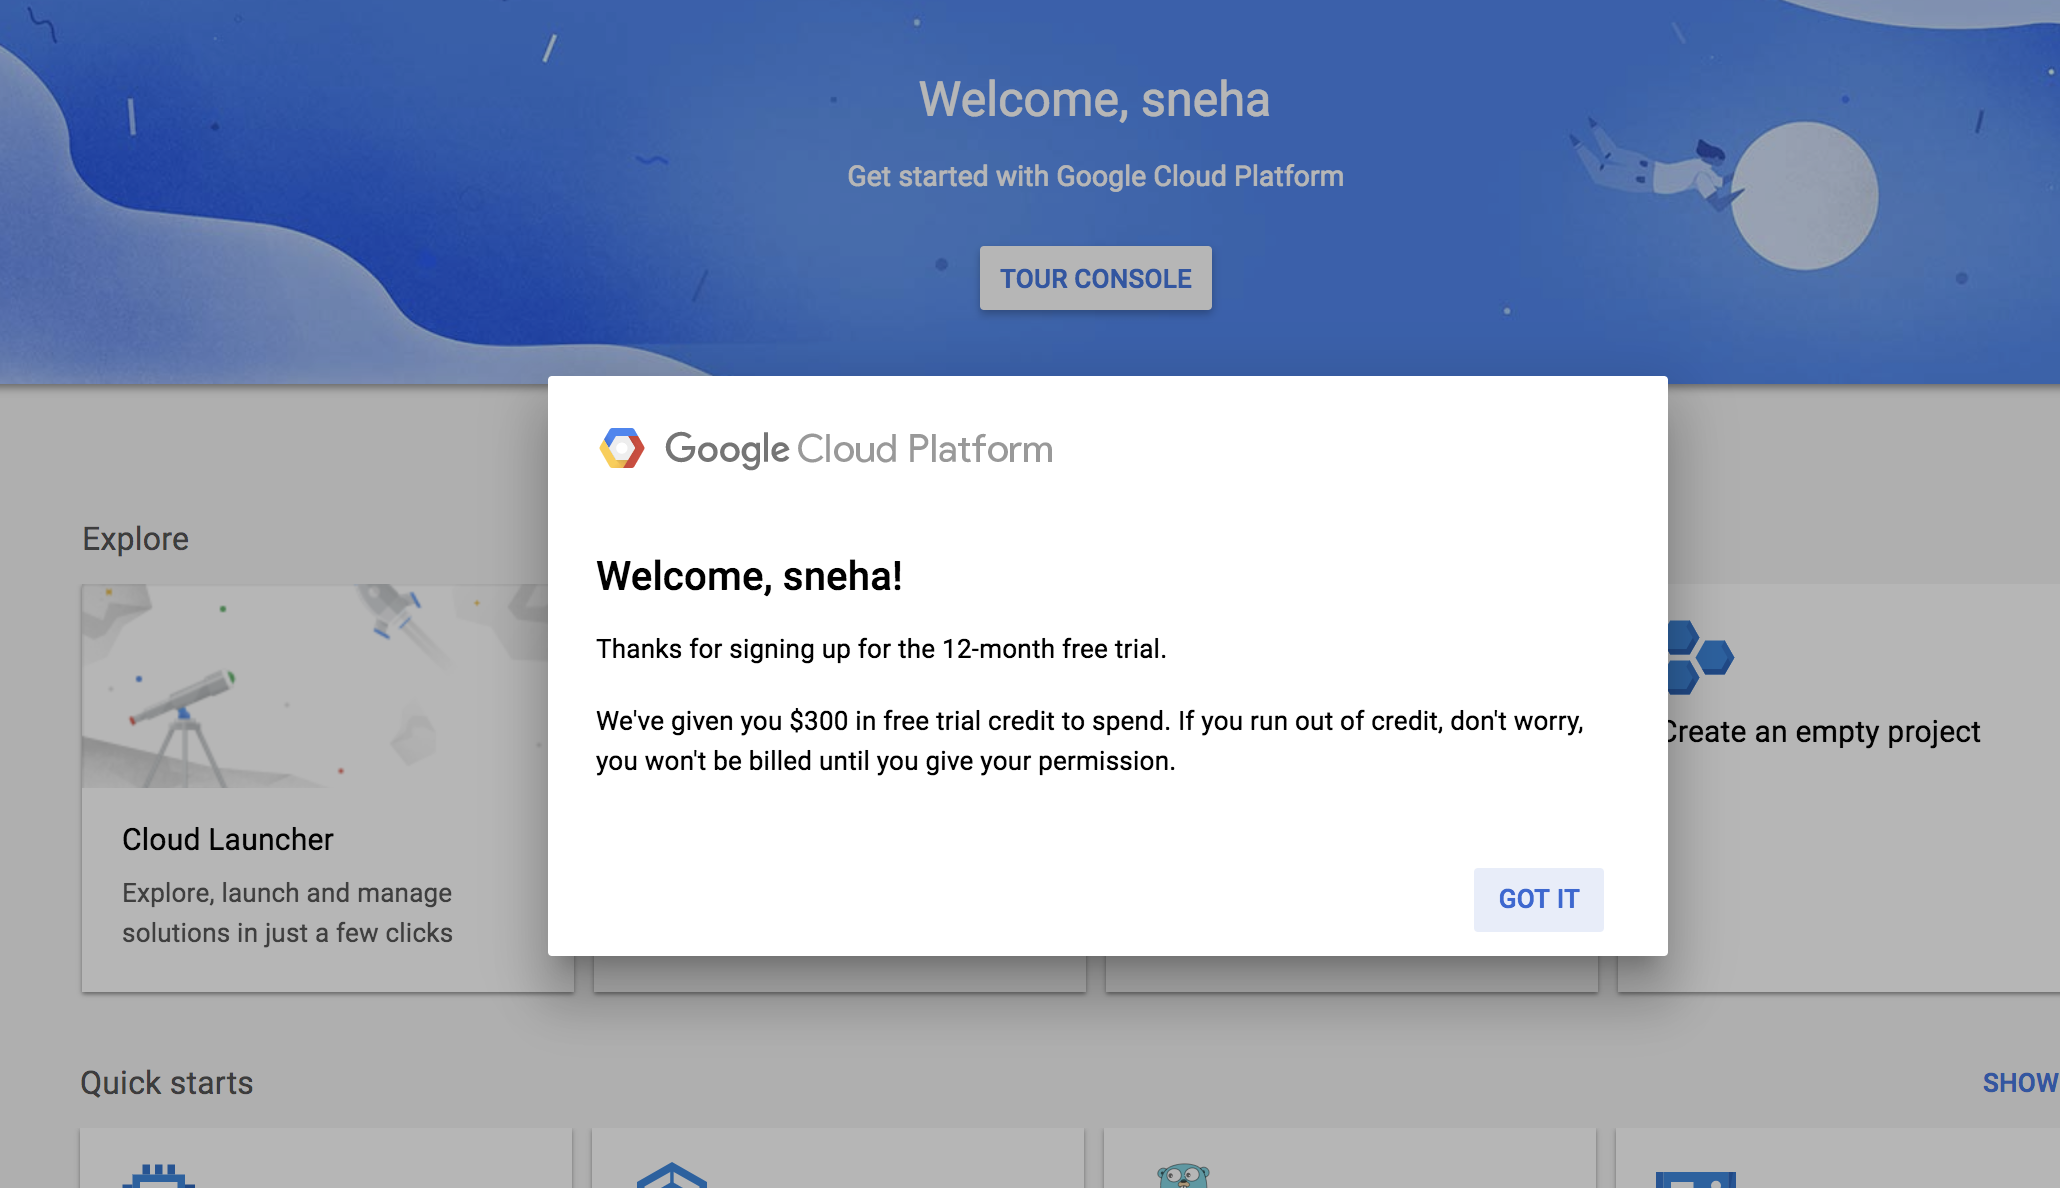 Welcome, sneha
Get started with Google Cloud Platform
TOUR CONSOLE
Google Cloud Platform
Welcome, sneha!
Thanks for signing up for the 12-month free trial.
We've given you $300 in free trial credit to spend. If you run out of credit, don't worry,
you won't be billed until you give your permission.
GOT IT
Explore
Cloud Launcher
Explore, launch and manage
solutions in just a few clicks
Create an empty project
Quick starts
SHOW